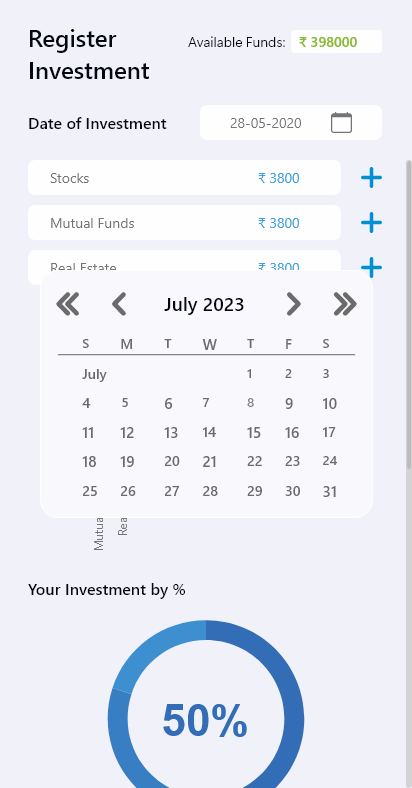 Register
Investment
Available Funds: ₹ 398000
Date of Investment
28-05-2020
Stocks ₹ 3800
Mutual Funds ₹ 3800
Real Estate ₹ 3800
July 2023
S M T W T F S
July 1 2 3
4 5 6 7 8 9 10
11 12 13 14 15 16 17
18 19 20 21 22 23 24
25 26 27 28 29 30 31
Mutua
Rea
Your Investment by %
50%